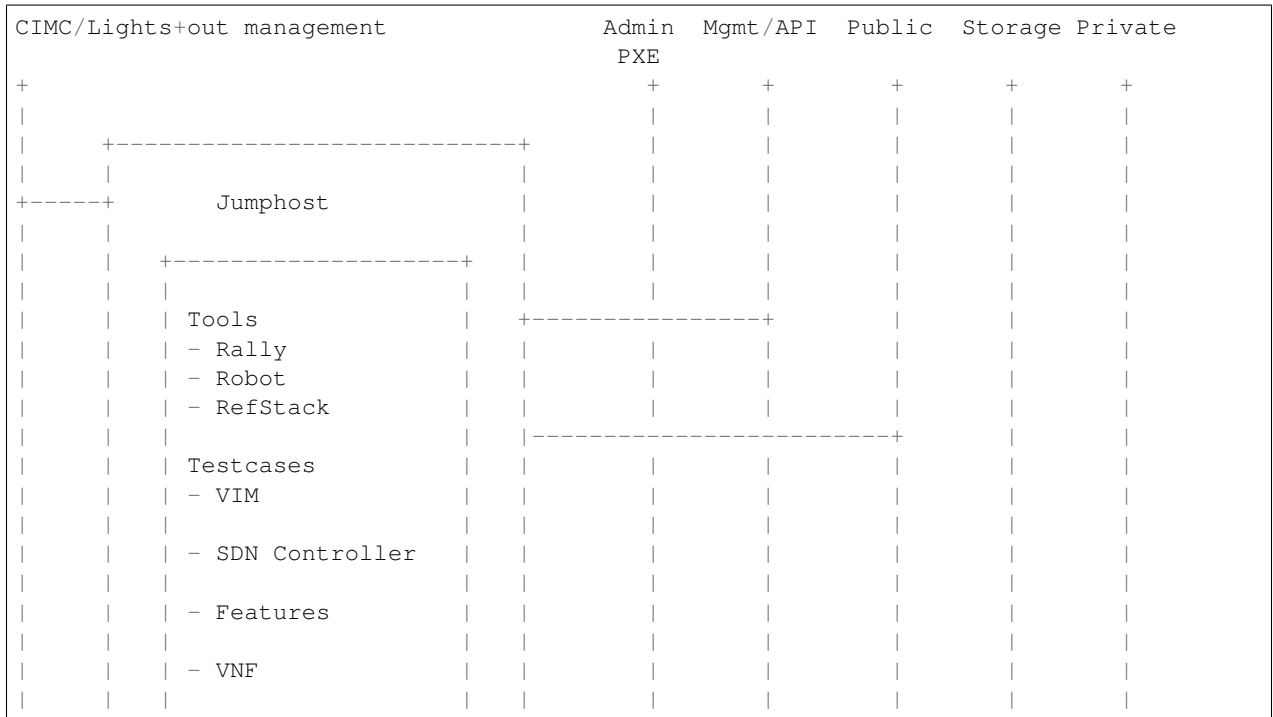 CIMC/Lights+out management Admin Mgmt/API Public Storage Private
PXE
+ + + + + +
| | | | | |
| +----------------------------+ | | | | |
| | | | | | | |
+-----+ Jumphost | | | | | |
| | | | | | | |
| | +--------------------+ | | | | | |
| | | | | | | | | |
| | | Tools | +----------------+ | | |
| | | - Rally | | | | | | |
| | | - Robot | | | | | | |
| | | - RefStack | | | | | | |
| | | | |-------------------------+ | |
| | | Testcases | | | | | | |
| | | - VIM | | | | | | |
| | | | | | | | | |
| | | - SDN Controller | | | | | | |
| | | | | | | | | |
| | | - Features | | | | | | |
| | | | | | | | | |
| | | - VNF | | | | | | |
| | | | | | | | | |